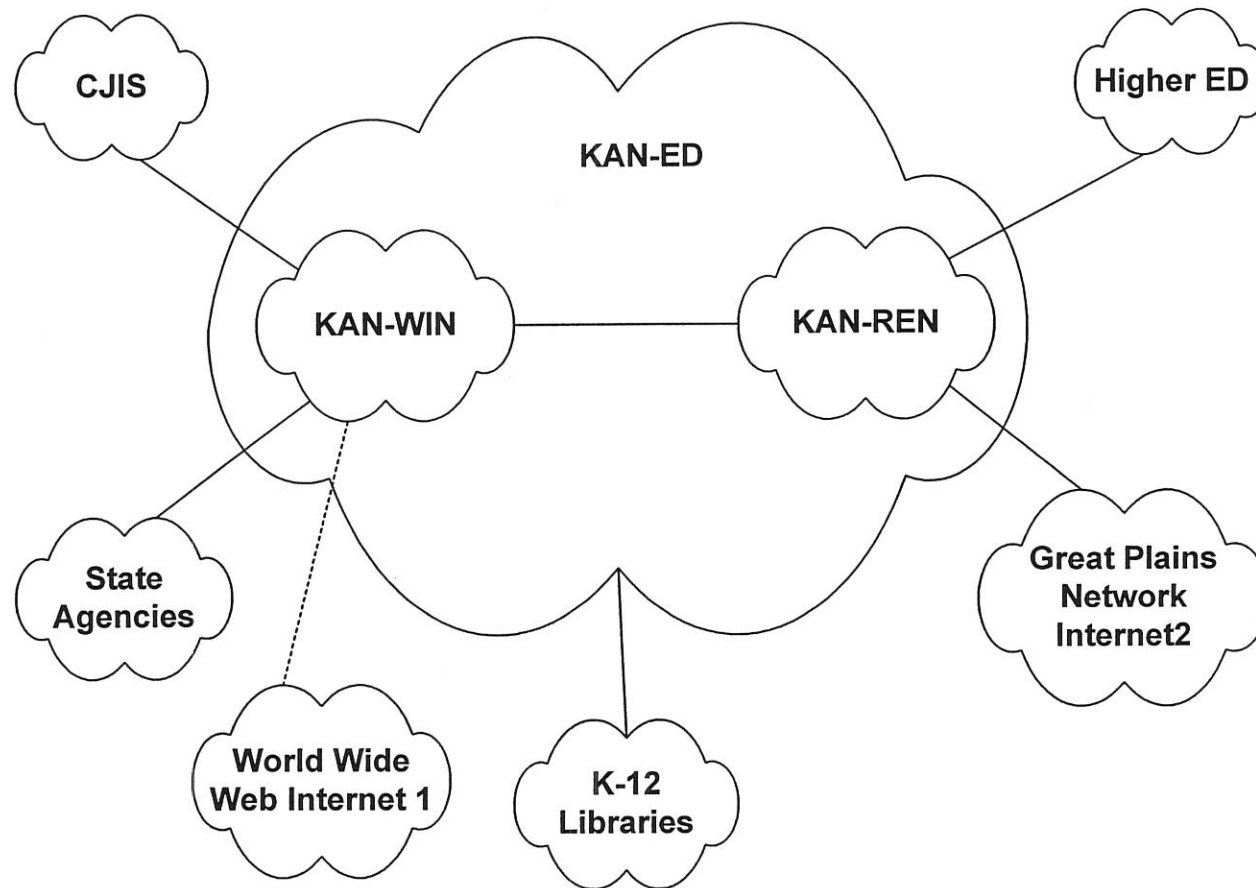 CJIS
Higher ED
KAN-ED
KAN-WIN
KAN-REN
State
Agencies
Great Plains
Network
Internet2
World Wide
Web Internet 1
K-12
Libraries